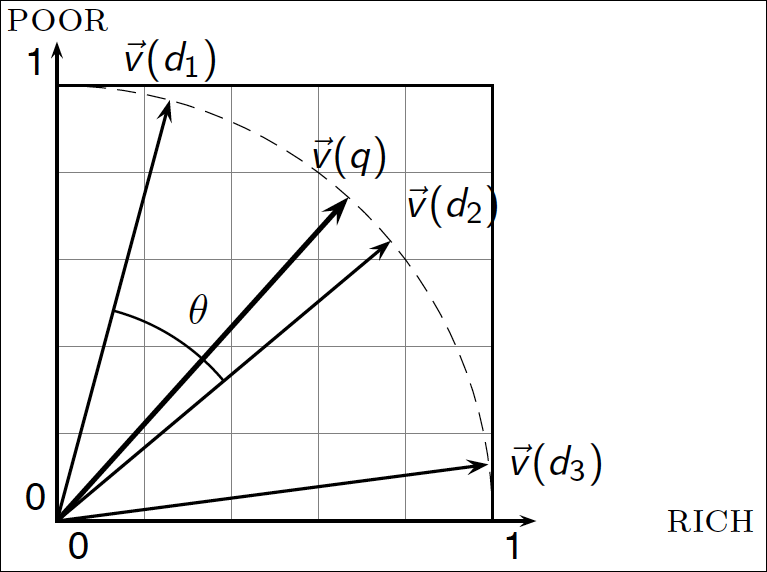 POOR
1
v⃗(d₁)
v⃗(q)
v⃗(d₂)
θ
v⃗(d₃)
0
0
1
RICH